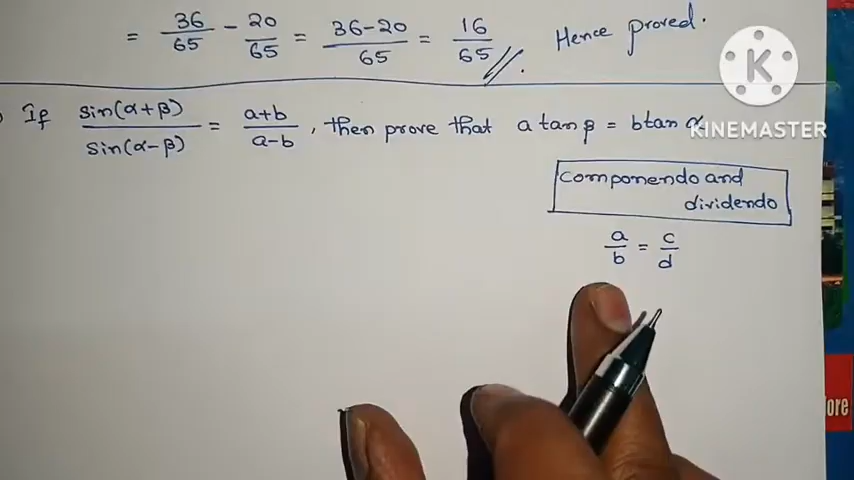 = 36/65 - 20/65 = 36-20/65 = 16/65 //. Hence proved.
If sin(α+β)/sin(α-β) = a+b/a-b, then prove that a tan β = b tan α
KINEMASTER
componendo and
dividendo
a/b = c/d